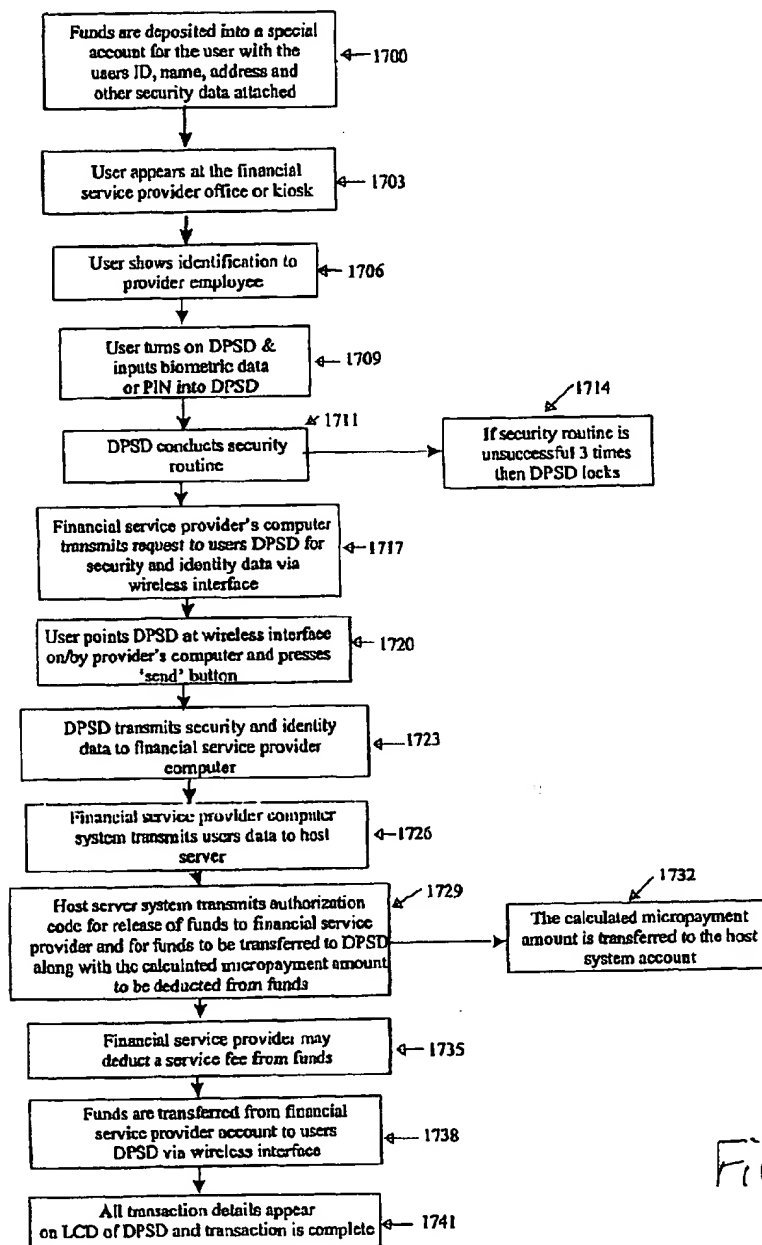 Funds are deposited into a special
account for the user with the
users ID, name, address and
other security data attached
1700
User appears at the financial
service provider office or kiosk
1703
User shows identification to
provider employee
1706
User turns on DPSD &
inputs biometric data
or PIN into DPSD
1709
1711
DPSD conducts security
routine
1714
If security routine is
unsuccessful 3 times
then DPSD locks
Financial service provider's computer
transmits request to users DPSD for
security and identity data via
wireless interface
1717
User points DPSD at wireless interface
on/by provider's computer and presses
'send' button
1720
DPSD transmits security and identity
data to financial service provider
computer
1723
Financial service provider computer
system transmits users data to host
server
1726
1729
Host server system transmits authorization
code for release of funds to financial service
provider and for funds to be transferred to DPSD
along with the calculated micropayment amount
to be deducted from funds
1732
The calculated micropayment
amount is transferred to the host
system account
Financial service provider may
deduct a service fee from funds
1735
Funds are transferred from financial
service provider account to users
DPSD via wireless interface
1738
All transaction details appear
on LCD of DPSD and transaction is complete
1741